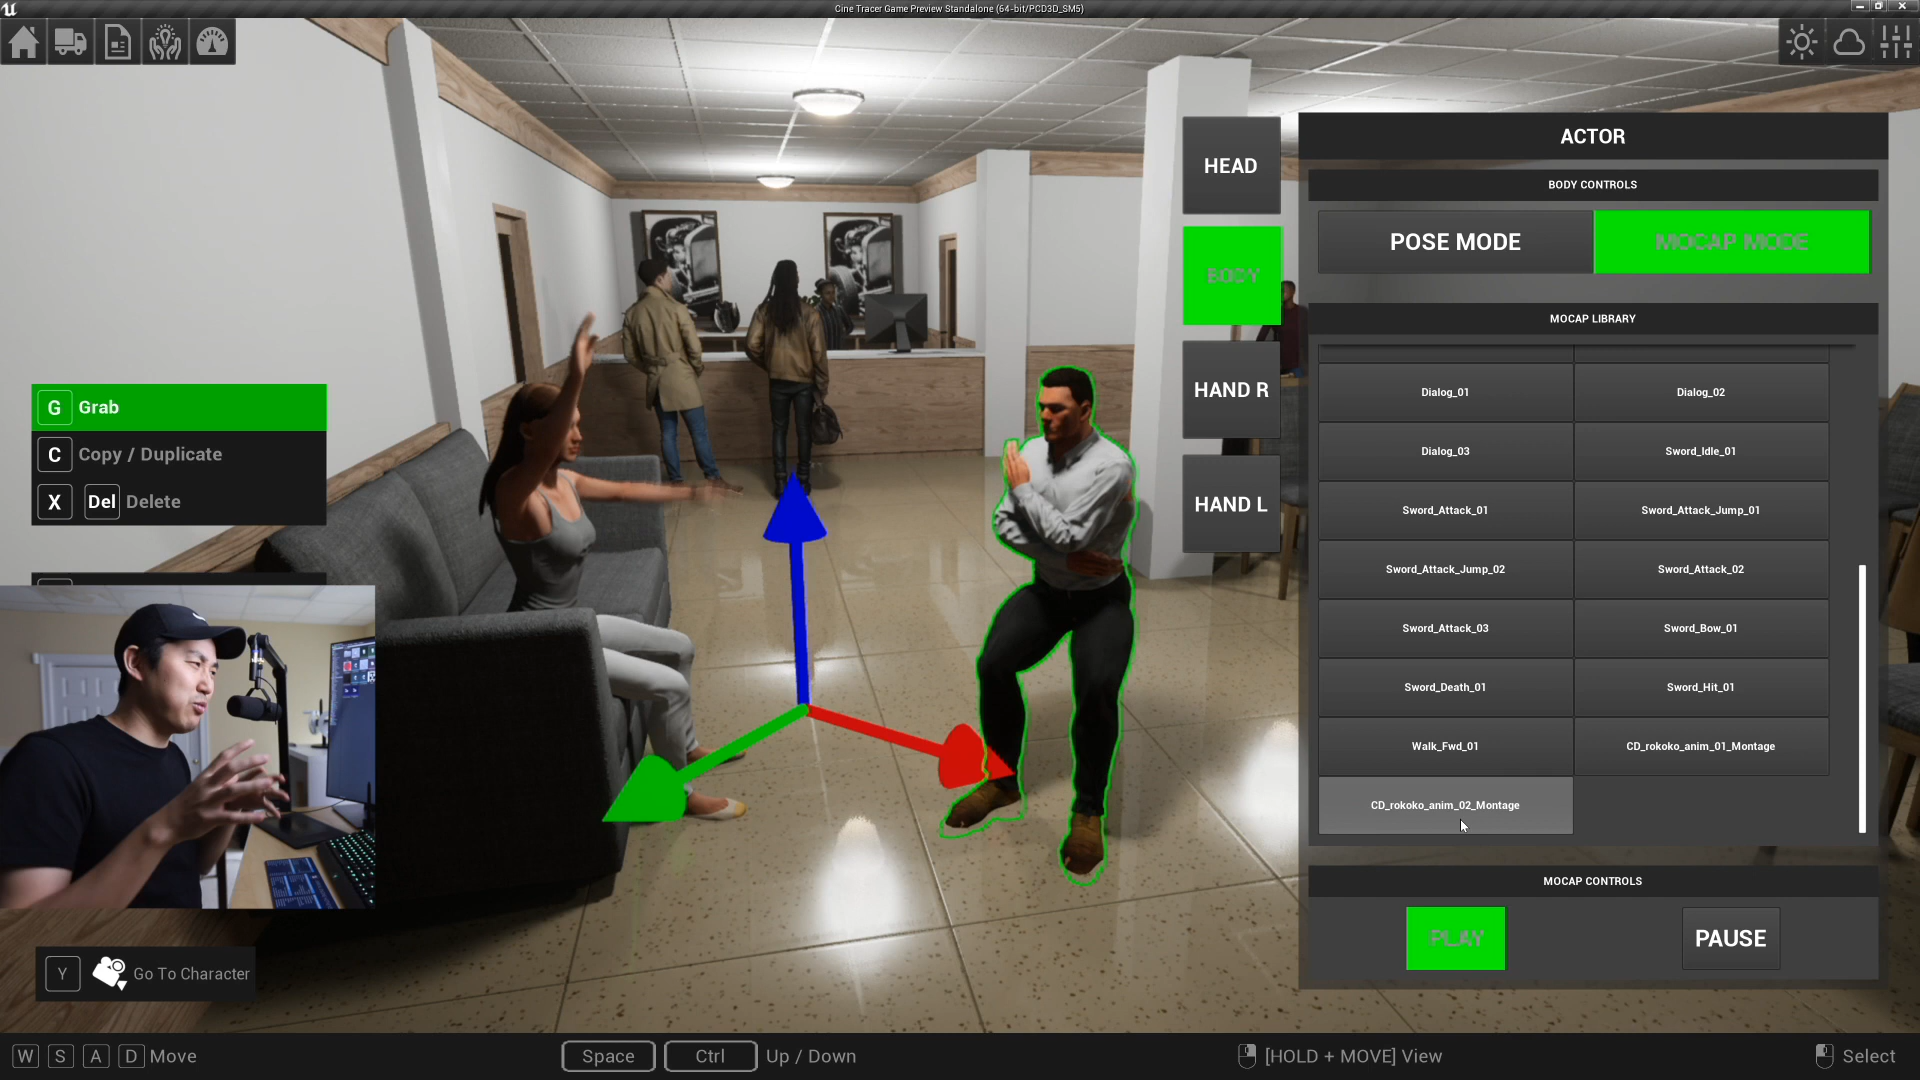 Cine Tracer Game Preview Standalone (64-bit/PCD3D_SM5)
HEAD
BODY
HAND R
HAND L
ACTOR
BODY CONTROLS
POSE MODE
MOCAP MODE
MOCAP LIBRARY
Dialog_01
Dialog_02
Dialog_03
Sword_Idle_01
Sword_Attack_01
Sword_Attack_Jump_01
Sword_Attack_Jump_02
Sword_Attack_02
Sword_Attack_03
Sword_Bow_01
Sword_Death_01
Sword_Hit_01
Walk_Fwd_01
CD_rokoko_anim_01_Montage
CD_rokoko_anim_02_Montage
MOCAP CONTROLS
PLAY
PAUSE
G Grab
C Copy / Duplicate
X Del Delete
Y Go To Character
W S A D Move
Space Ctrl Up / Down
[HOLD + MOVE] View
Select